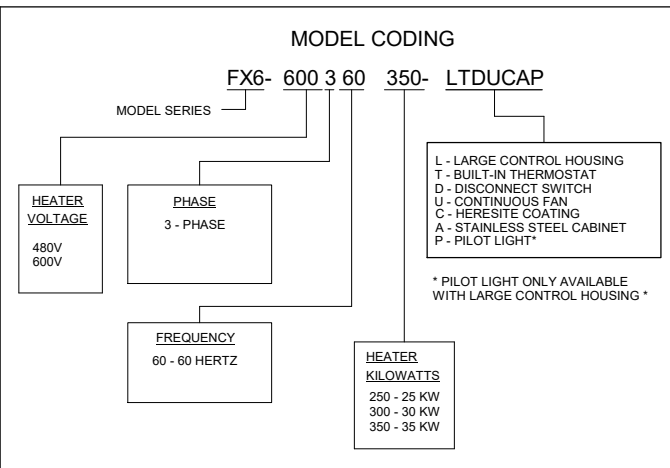 MODEL CODING
FX6- 600 3 60 350- LTDUCAP
MODEL SERIES
HEATER
VOLTAGE
480V
600V
PHASE
3 - PHASE
FREQUENCY
60 - 60 HERTZ
HEATER
KILOWATTS
250 - 25 KW
300 - 30 KW
350 - 35 KW
L - LARGE CONTROL HOUSING
T - BUILT-IN THERMOSTAT
D - DISCONNECT SWITCH
U - CONTINUOUS FAN
C - HERESITE COATING
A - STAINLESS STEEL CABINET
P - PILOT LIGHT*
* PILOT LIGHT ONLY AVAILABLE
WITH LARGE CONTROL HOUSING *